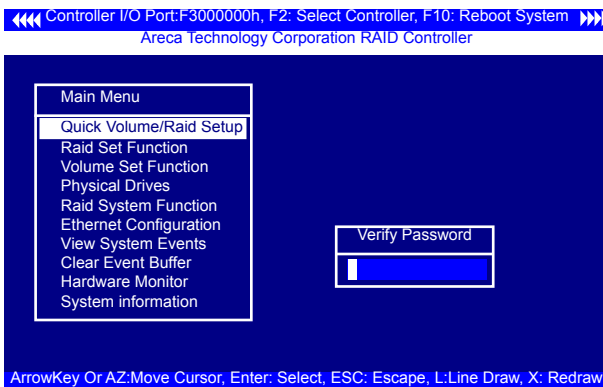 Controller I/O Port:F3000000h, F2: Select Controller, F10: Reboot System
Areca Technology Corporation RAID Controller
Main Menu
Quick Volume/Raid Setup
Raid Set Function
Volume Set Function
Physical Drives
Raid System Function
Ethernet Configuration
View System Events
Clear Event Buffer
Hardware Monitor
System information
Verify Password
ArrowKey Or AZ:Move Cursor, Enter: Select, ESC: Escape, L:Line Draw, X: Redraw